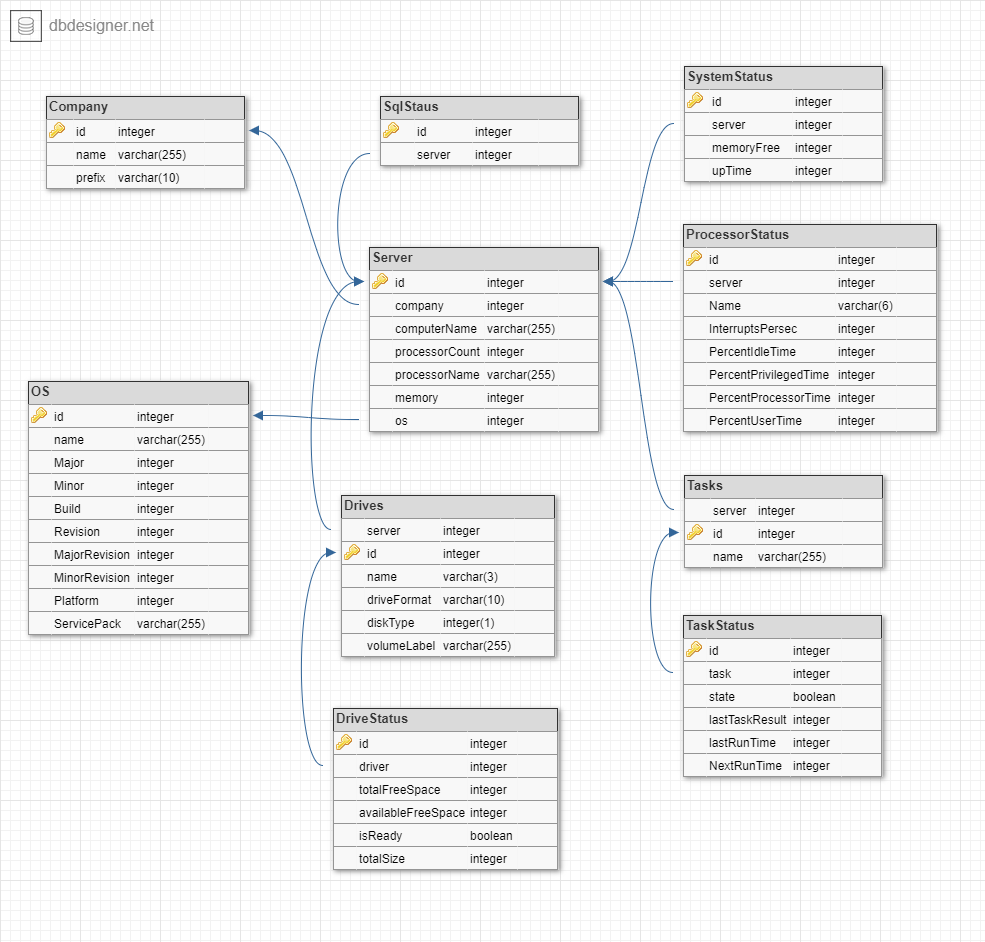 dbdesigner.net
Company
id integer
name varchar(255)
prefix varchar(10)
SqlStaus
id integer
server integer
SystemStatus
id integer
server integer
memoryFree integer
upTime integer
Server
id integer
company integer
computerName varchar(255)
processorCount integer
processorName varchar(255)
memory integer
os integer
ProcessorStatus
id integer
server integer
Name varchar(6)
InterruptsPersec integer
PercentIdleTime integer
PercentPrivilegedTime integer
PercentProcessorTime integer
PercentUserTime integer
OS
id integer
name varchar(255)
Major integer
Minor integer
Build integer
Revision integer
MajorRevision integer
MinorRevision integer
Platform integer
ServicePack varchar(255)
Drives
server integer
id integer
name varchar(3)
driveFormat varchar(10)
diskType integer(1)
volumeLabel varchar(255)
Tasks
server integer
id integer
name varchar(255)
TaskStatus
id integer
task integer
state boolean
lastTaskResult integer
lastRunTime integer
NextRunTime integer
DriveStatus
id integer
driver integer
totalFreeSpace integer
availableFreeSpace integer
isReady boolean
totalSize integer